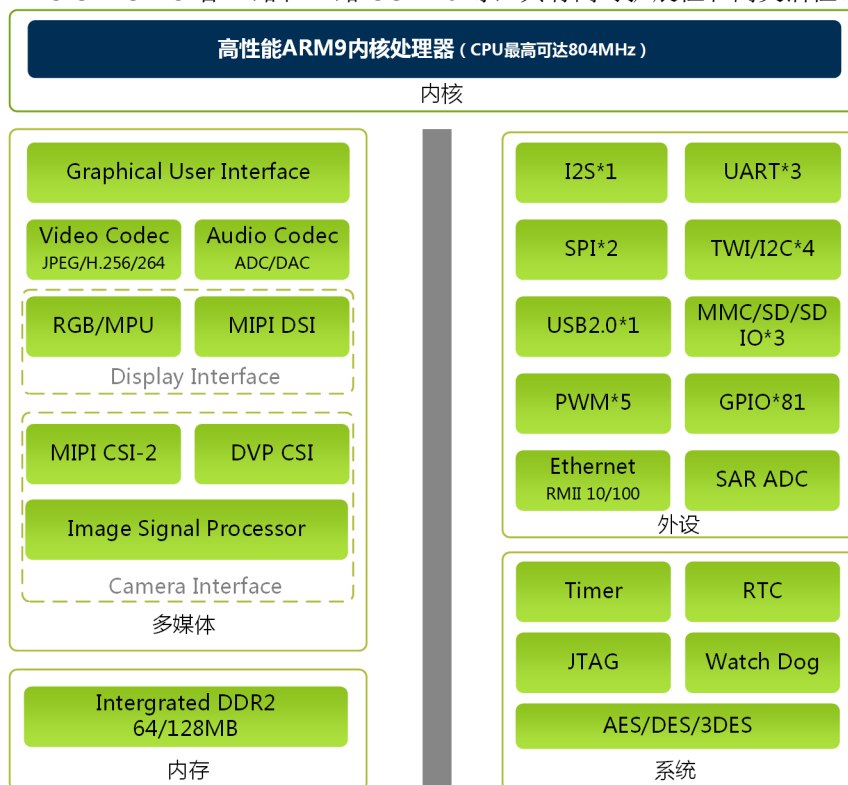 高性能ARM9内核处理器（CPU最高可达804MHz）
内核
Graphical User Interface
Video Codec
JPEG/H.256/264
Audio Codec
ADC/DAC
RGB/MPU
MIPI DSI
Display Interface
MIPI CSI-2
DVP CSI
Image Signal Processor
Camera Interface
多媒体
Intergrated DDR2
64/128MB
内存
I2S*1
UART*3
SPI*2
TWI/I2C*4
USB2.0*1
MMC/SD/SD
IO*3
PWM*5
GPIO*81
Ethernet
RMII 10/100
SAR ADC
外设
Timer
RTC
JTAG
Watch Dog
AES/DES/3DES
系统